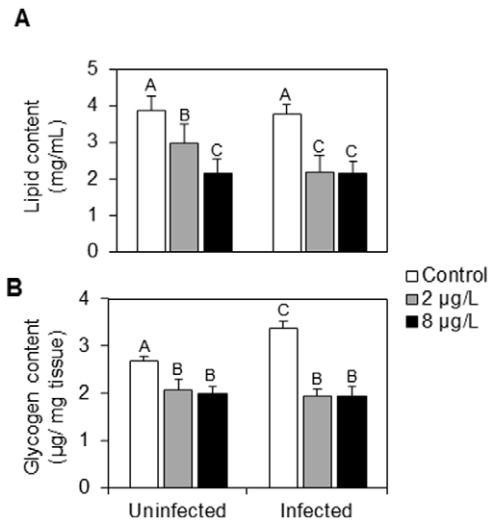 A
Lipid content
(mg/mL)
5
4
3
2
1
0
A
B
C
A
C
C
B
Glycogen content
(µg/ mg tissue)
4
3
2
1
0
A
B
B
C
B
B
Uninfected
Infected
Control
2 µg/L
8 µg/L